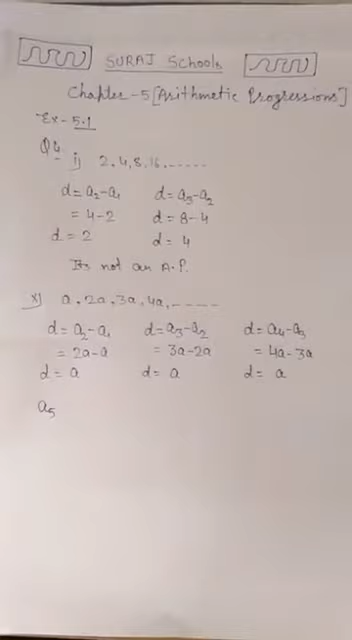 SURAJ Schools
Chapter-5 [Arithmetic Progressions]
Ex-5.1
Q4 i) 2, 4, 8, 16, ------
d = a₂-a₁ d = a₃-a₂
= 4-2 d = 8-4
d = 2 d = 4
Its not an A.P.
x) a, 2a, 3a, 4a, -----
d = a₂-a₁ d = a₃-a₂ d = a₄-a₃
= 2a-a = 3a-2a = 4a-3a
d = a d = a d = a
a₅